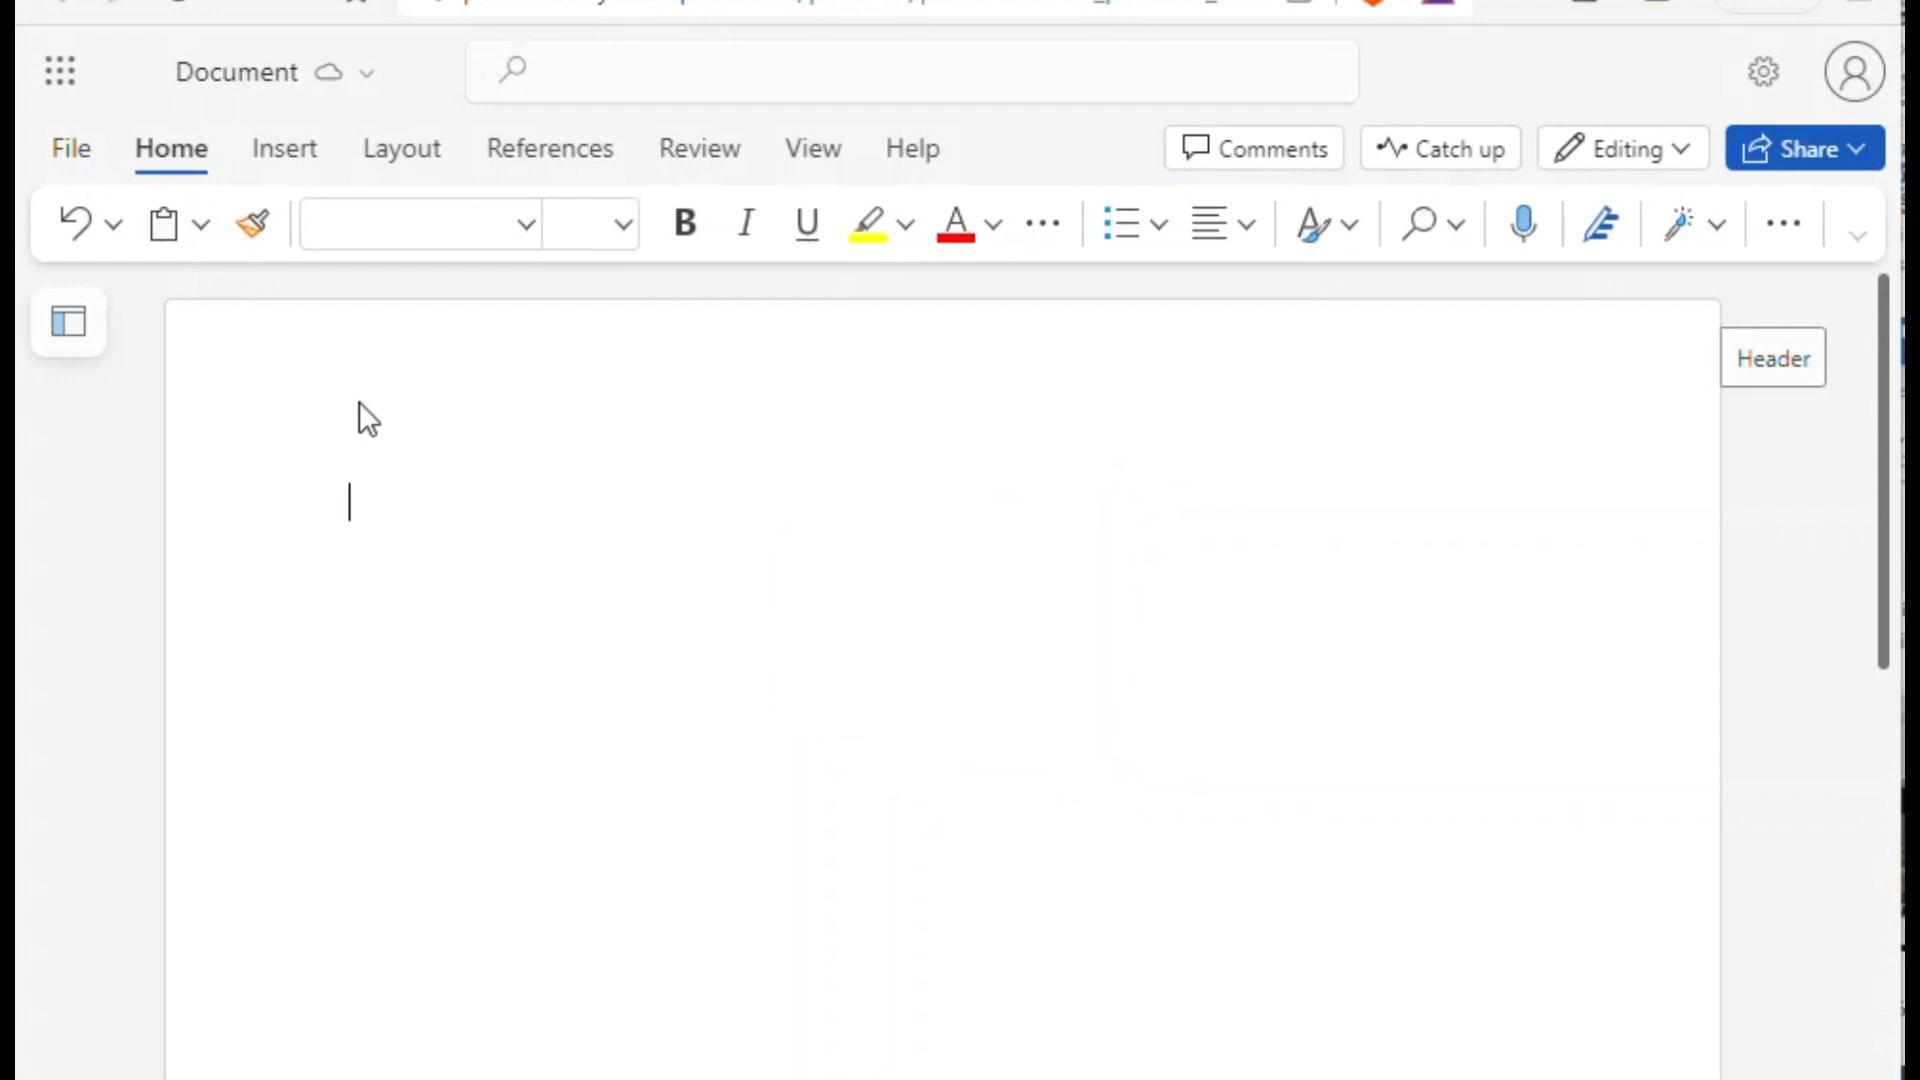 Document
File Home Insert Layout References Review View Help Comments Catch up Editing Share
B I U A
Header